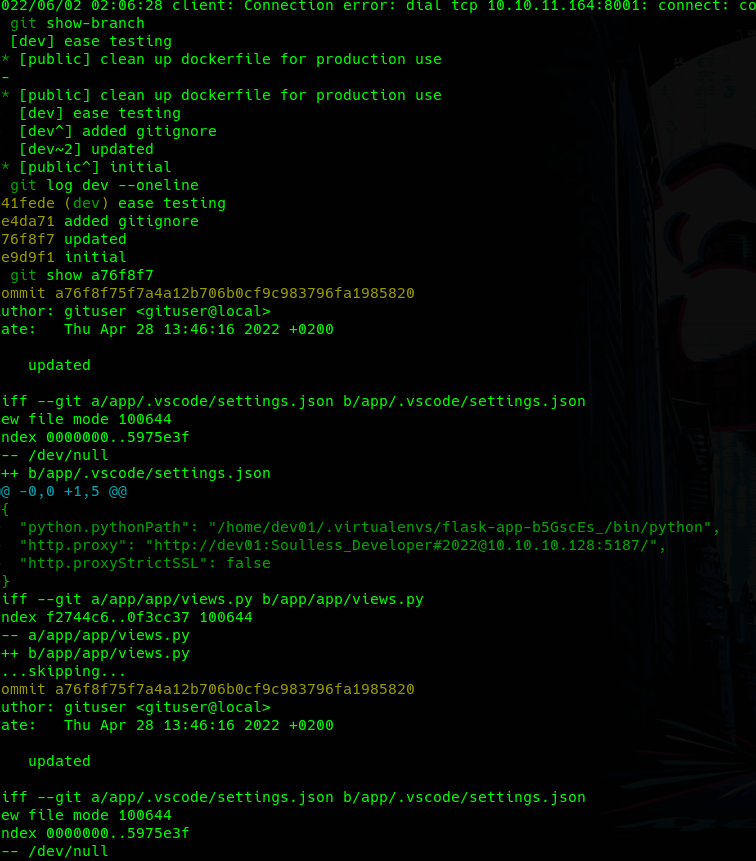 022/06/02 02:06:28 client: Connection error: dial tcp 10.10.11.164:8001: connect: co
git show-branch
[dev] ease testing
* [public] clean up dockerfile for production use
-
* [public] clean up dockerfile for production use
[dev] ease testing
[dev^] added gitignore
[dev~2] updated
* [public^] initial
git log dev --oneline
41fede (dev) ease testing
e4da71 added gitignore
76f8f7 updated
e9d9f1 initial
git show a76f8f7
ommit a76f8f75f7a4a12b706b0cf9c983796fa1985820
uthor: gituser <gituser@local>
ate:   Thu Apr 28 13:46:16 2022 +0200
updated
iff --git a/app/.vscode/settings.json b/app/.vscode/settings.json
ew file mode 100644
ndex 0000000..5975e3f
-- /dev/null
++ b/app/.vscode/settings.json
@ -0,0 +1,5 @@
{
"python.pythonPath": "/home/dev01/.virtualenvs/flask-app-b5GscEs_/bin/python",
"http.proxy": "http://dev01:Soulless_Developer#2022@10.10.10.128:5187/",
"http.proxyStrictSSL": false
}
iff --git a/app/app/views.py b/app/app/views.py
ndex f2744c6..0f3cc37 100644
-- a/app/app/views.py
++ b/app/app/views.py
...skipping...
ommit a76f8f75f7a4a12b706b0cf9c983796fa1985820
uthor: gituser <gituser@local>
ate:   Thu Apr 28 13:46:16 2022 +0200
updated
iff --git a/app/.vscode/settings.json b/app/.vscode/settings.json
ew file mode 100644
ndex 0000000..5975e3f
-- /dev/null